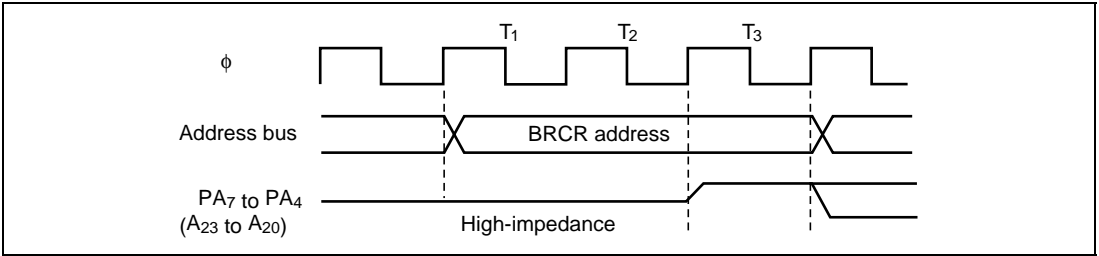 T1 T2 T3
φ
Address bus BRCR address
PA7 to PA4
(A23 to A20) High-impedance